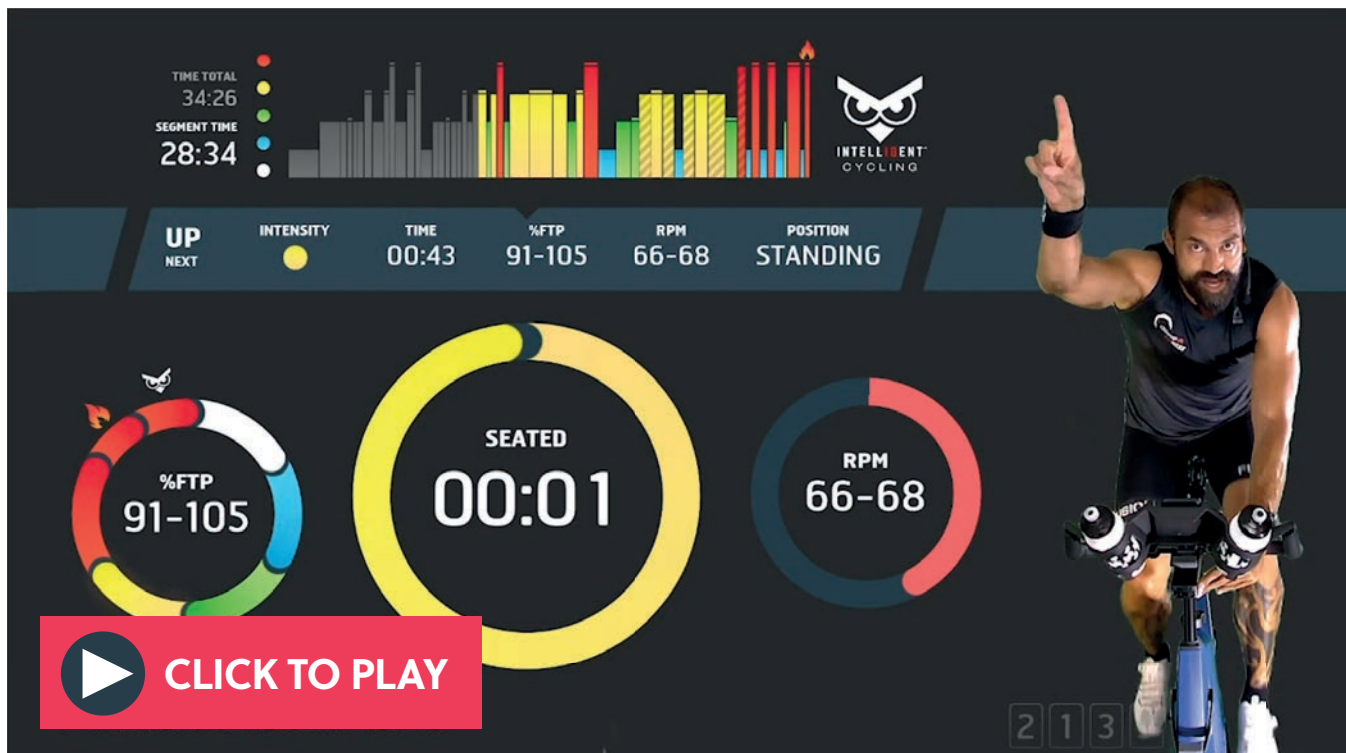 TIME TOTAL
34:26
SEGMENT TIME
28:34
INTELLIGENT
CYCLING
UP
NEXT
INTENSITY
TIME
00:43
%FTP
91-105
RPM
66-68
POSITION
STANDING
%FTP
91-105
SEATED
00:01
RPM
66-68
CLICK TO PLAY
2 1 3